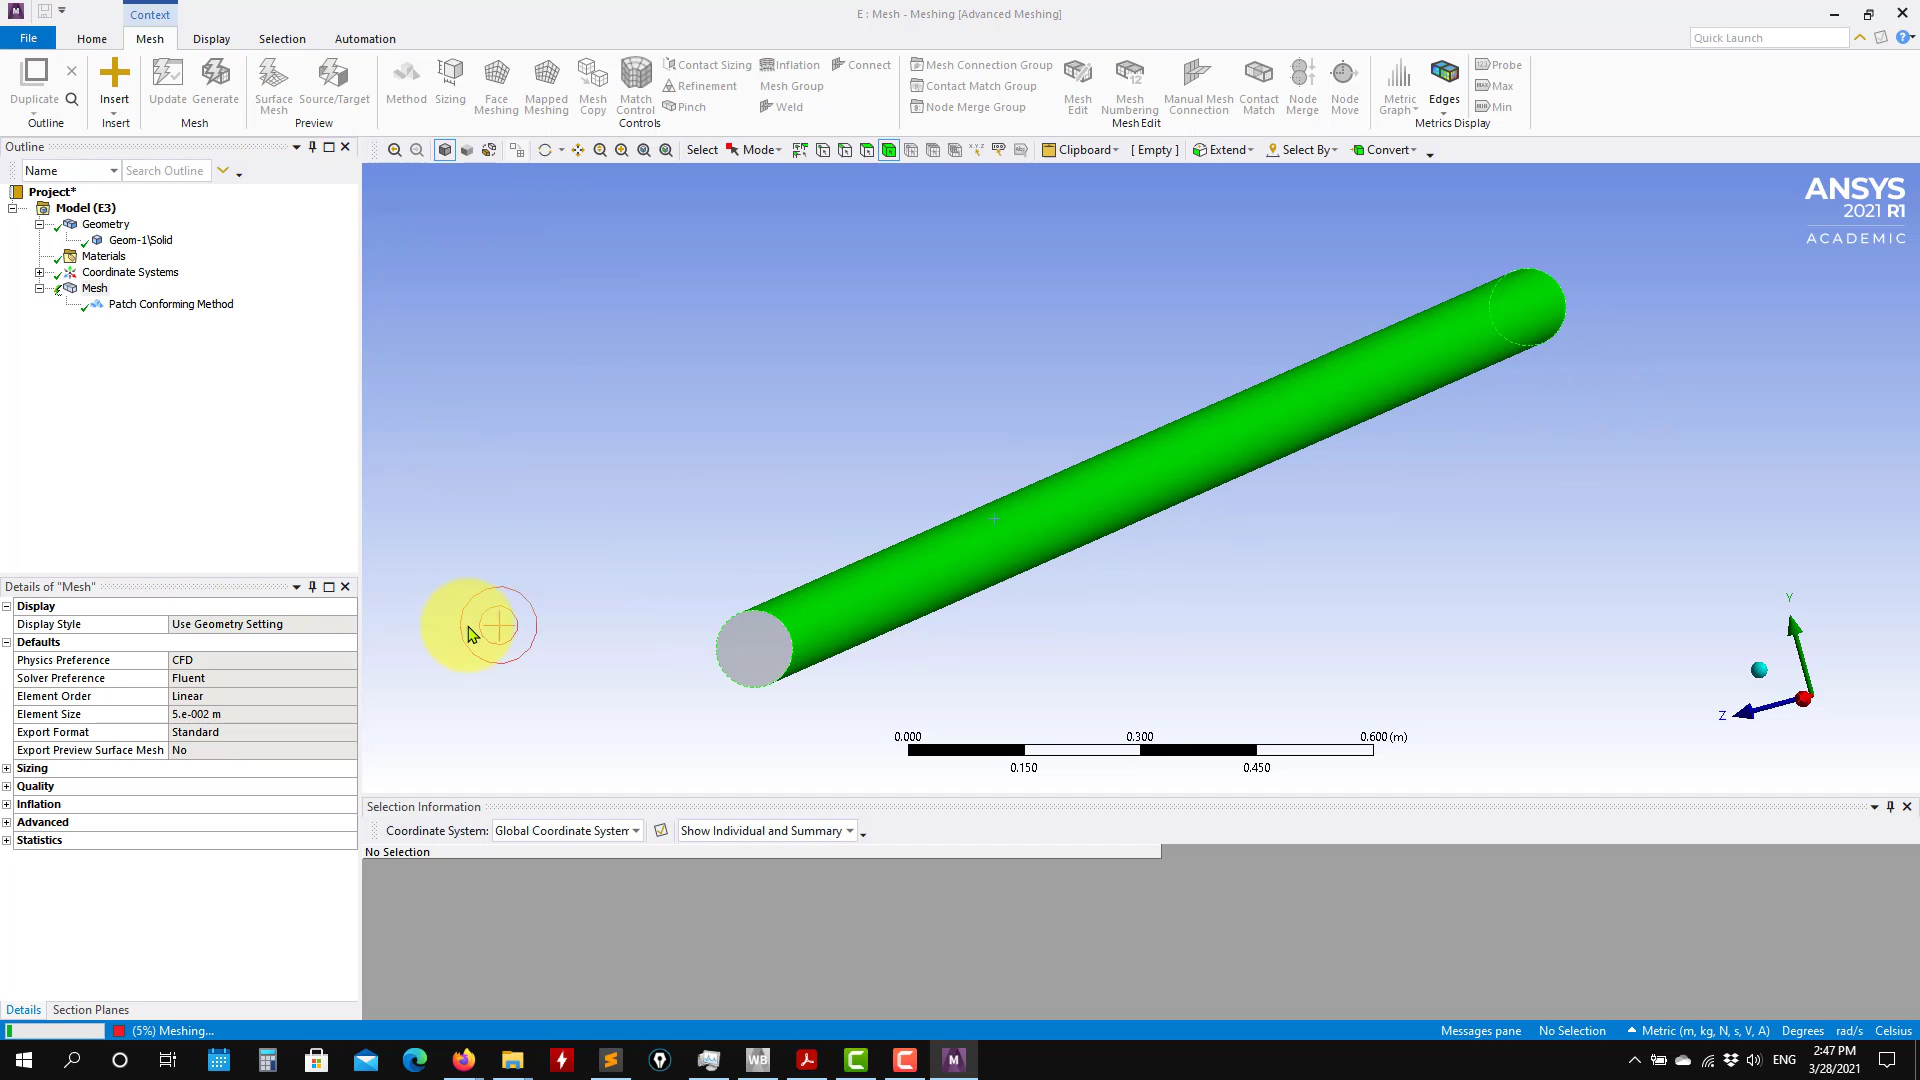 Context
E : Mesh - Meshing [Advanced Meshing]
File
Home
Mesh
Display
Selection
Automation
Quick Launch
Duplicate
Outline
Insert
Insert
Update
Generate
Mesh
Surface Mesh
Source/Target
Preview
Method
Sizing
Face Meshing
Mapped Meshing
Mesh Copy
Match Control
Contact Sizing
Refinement
Pinch
Inflation
Mesh Group
Weld
Connect
Controls
Mesh Connection Group
Contact Match Group
Node Merge Group
Mesh Edit
Mesh Numbering
Manual Mesh Connection
Contact Match
Node Merge
Node Move
Mesh Edit
Metric Graph
Edges
Probe
Max
Min
Metrics Display
Outline
Select
Mode
Clipboard
[ Empty ]
Extend
Select By
Convert
Name
Search Outline
Project*
Model (E3)
Geometry
Geom-1\Solid
Materials
Coordinate Systems
Mesh
Patch Conforming Method
ANSYS
2021 R1
ACADEMIC
Details of "Mesh"
Display
Display Style Use Geometry Setting
Defaults
Physics Preference CFD
Solver Preference Fluent
Element Order Linear
Element Size 5.e-002 m
Export Format Standard
Export Preview Surface Mesh No
Sizing
Quality
Inflation
Advanced
Statistics
Y
Z
0.000 0.300 0.600 (m)
0.150 0.450
Selection Information
Coordinate System: Global Coordinate System
Show Individual and Summary
No Selection
Details
Section Planes
(5%) Meshing...
Messages pane
No Selection
Metric (m, kg, N, s, V, A)
Degrees
rad/s
Celsius
ENG
2:47 PM
3/28/2021